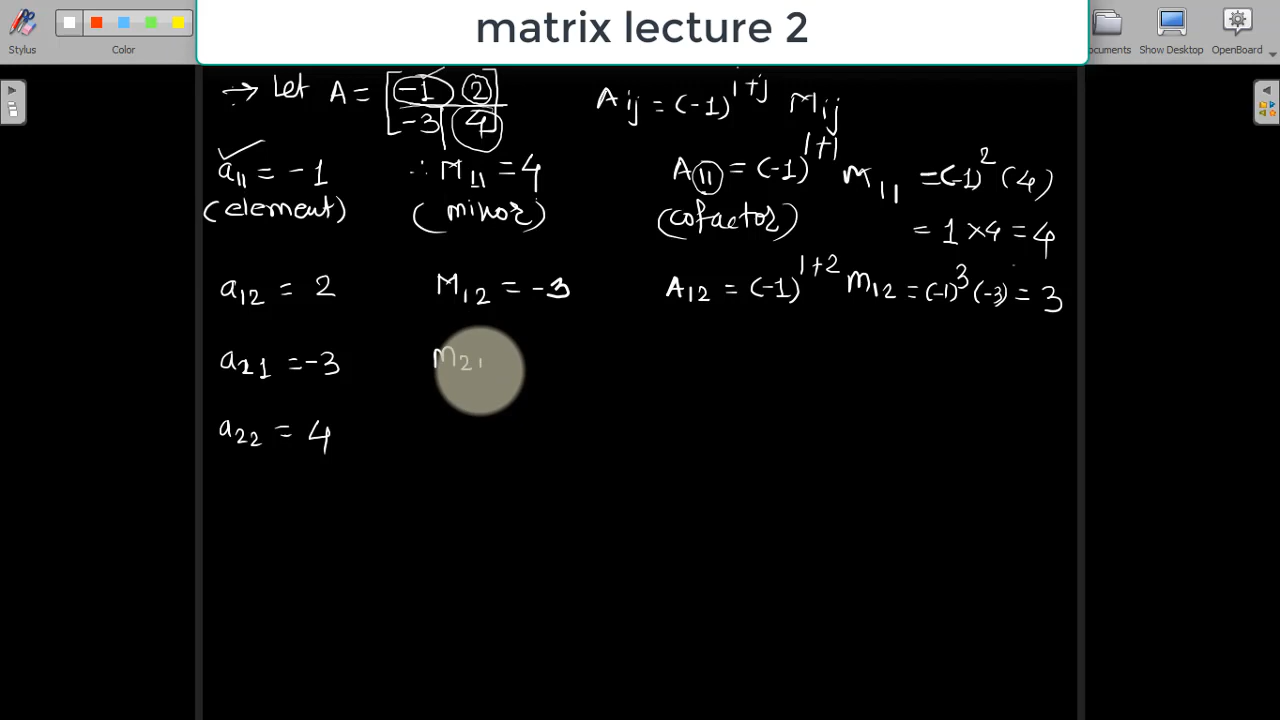 matrix lecture 2
Stylus
Color
Show Desktop
OpenBoard
→ Let A = [-1 2
-3 4]
Aij = (-1)^i+j Mij
a11 = -1 ∴ M11 = 4 A11 = (-1)^1+1 m11 = (-1)^2 (4)
(element) (minor) (cofactor) = 1 × 4 = 4
a12 = 2 M12 = -3 A12 = (-1)^1+2 m12 = (-1)^3 (-3) = 3
a21 = -3 m21
a22 = 4